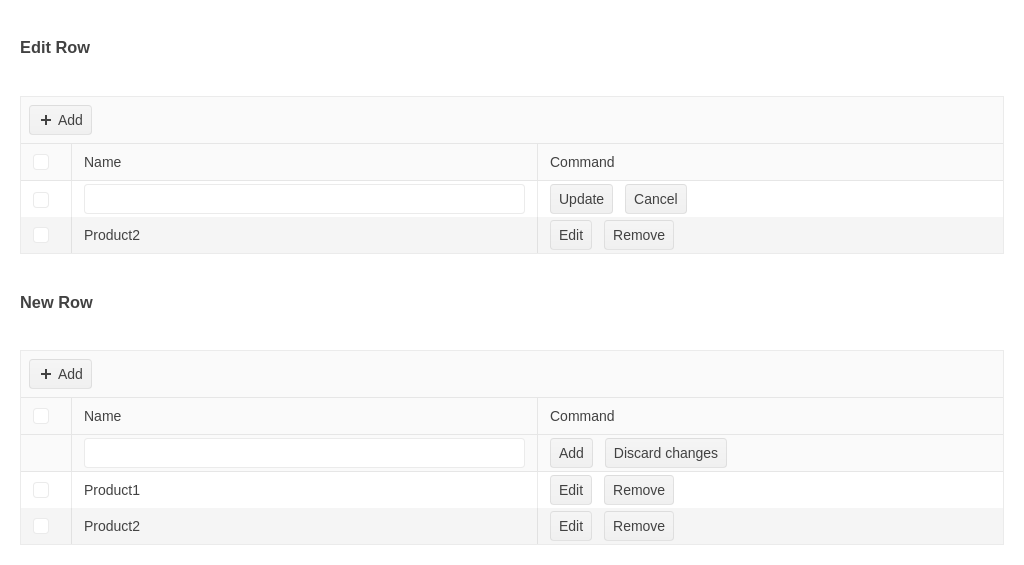 Edit Row
Add
Name Command
Update Cancel
Product2 Edit Remove
New Row
Add
Name Command
Add Discard changes
Product1 Edit Remove
Product2 Edit Remove